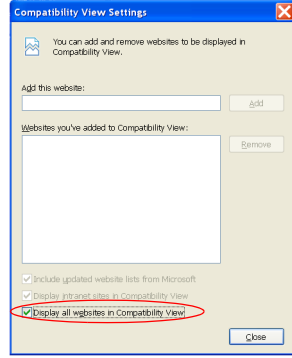 Compatibility View Settings
You can add and remove websites to be displayed in
Compatibility View.
Add this website:
Add
Websites you've added to Compatibility View:
Remove
Include updated website lists from Microsoft
Display intranet sites in Compatibility View
Display all websites in Compatibility View
Close